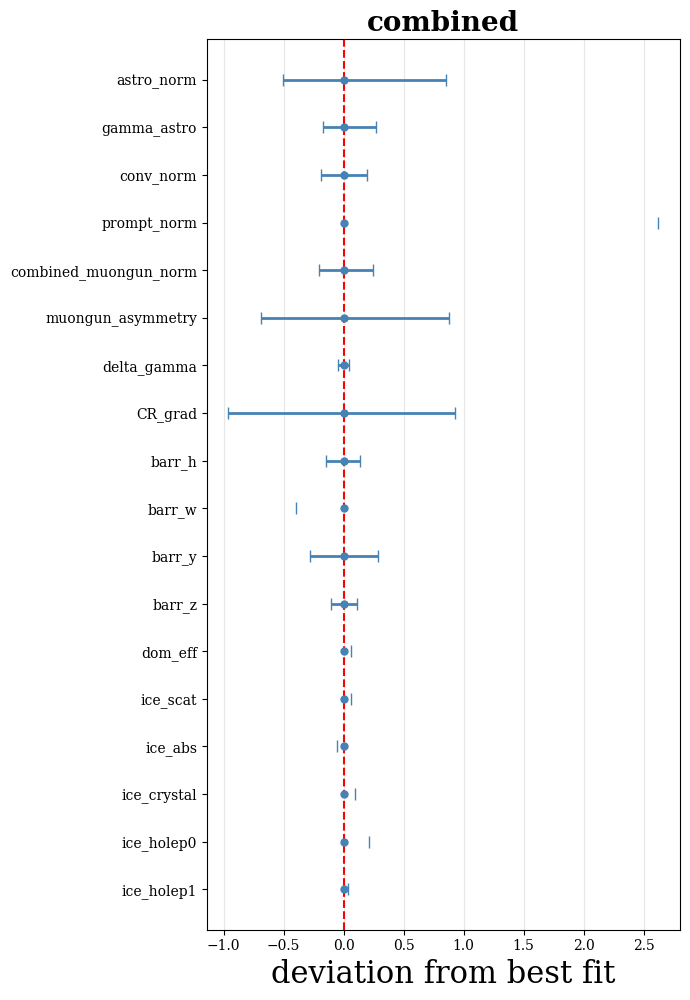 combined
astro_norm
gamma_astro
conv_norm
prompt_norm
combined_muongun_norm
muongun_asymmetry
delta_gamma
CR_grad
barr_h
barr_w
barr_y
barr_z
dom_eff
ice_scat
ice_abs
ice_crystal
ice_holep0
ice_holep1
−1.0 −0.5 0.0 0.5 1.0 1.5 2.0 2.5
deviation from best fit